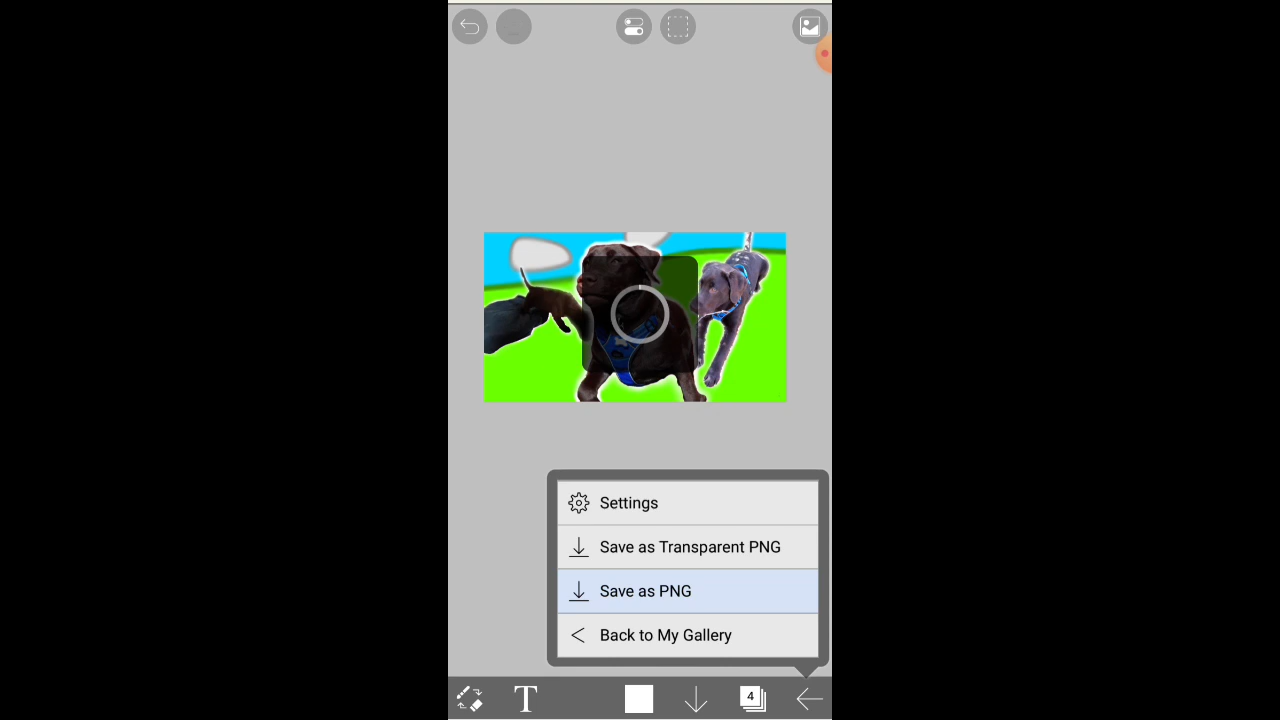 Settings
Save as Transparent PNG
Save as PNG
Back to My Gallery
T
4